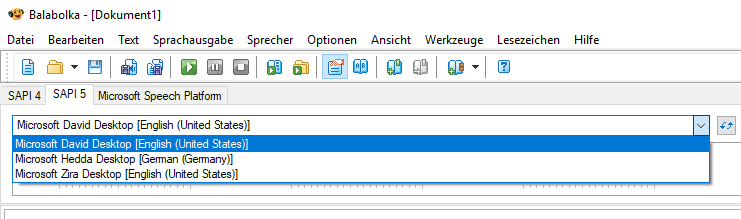 Balabolka - [Dokument1]
Datei Bearbeiten Text Sprachausgabe Sprecher Optionen Ansicht Werkzeuge Lesezeichen Hilfe
SAPI 4 SAPI 5 Microsoft Speech Platform
Microsoft David Desktop [English (United States)]
Microsoft David Desktop [English (United States)]
Microsoft Hedda Desktop [German (Germany)]
Microsoft Zira Desktop [English (United States)]